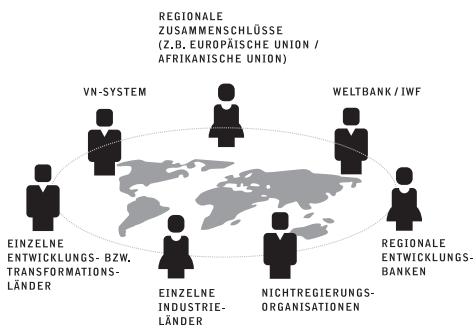 REGIONALE
ZUSAMMENSCHLÜSSE
(Z.B. EUROPÄISCHE UNION /
AFRIKANISCHE UNION)
VN-SYSTEM
WELTBANK / IWF
EINZELNE
ENTWICKLUNGS- BZW.
TRANSFORMATIONS-
LÄNDER
EINZELNE
INDUSTRIE-
LÄNDER
NICHTREGIERUNGS-
ORGANISATIONEN
REGIONALE
ENTWICKLUNGS-
BANKEN